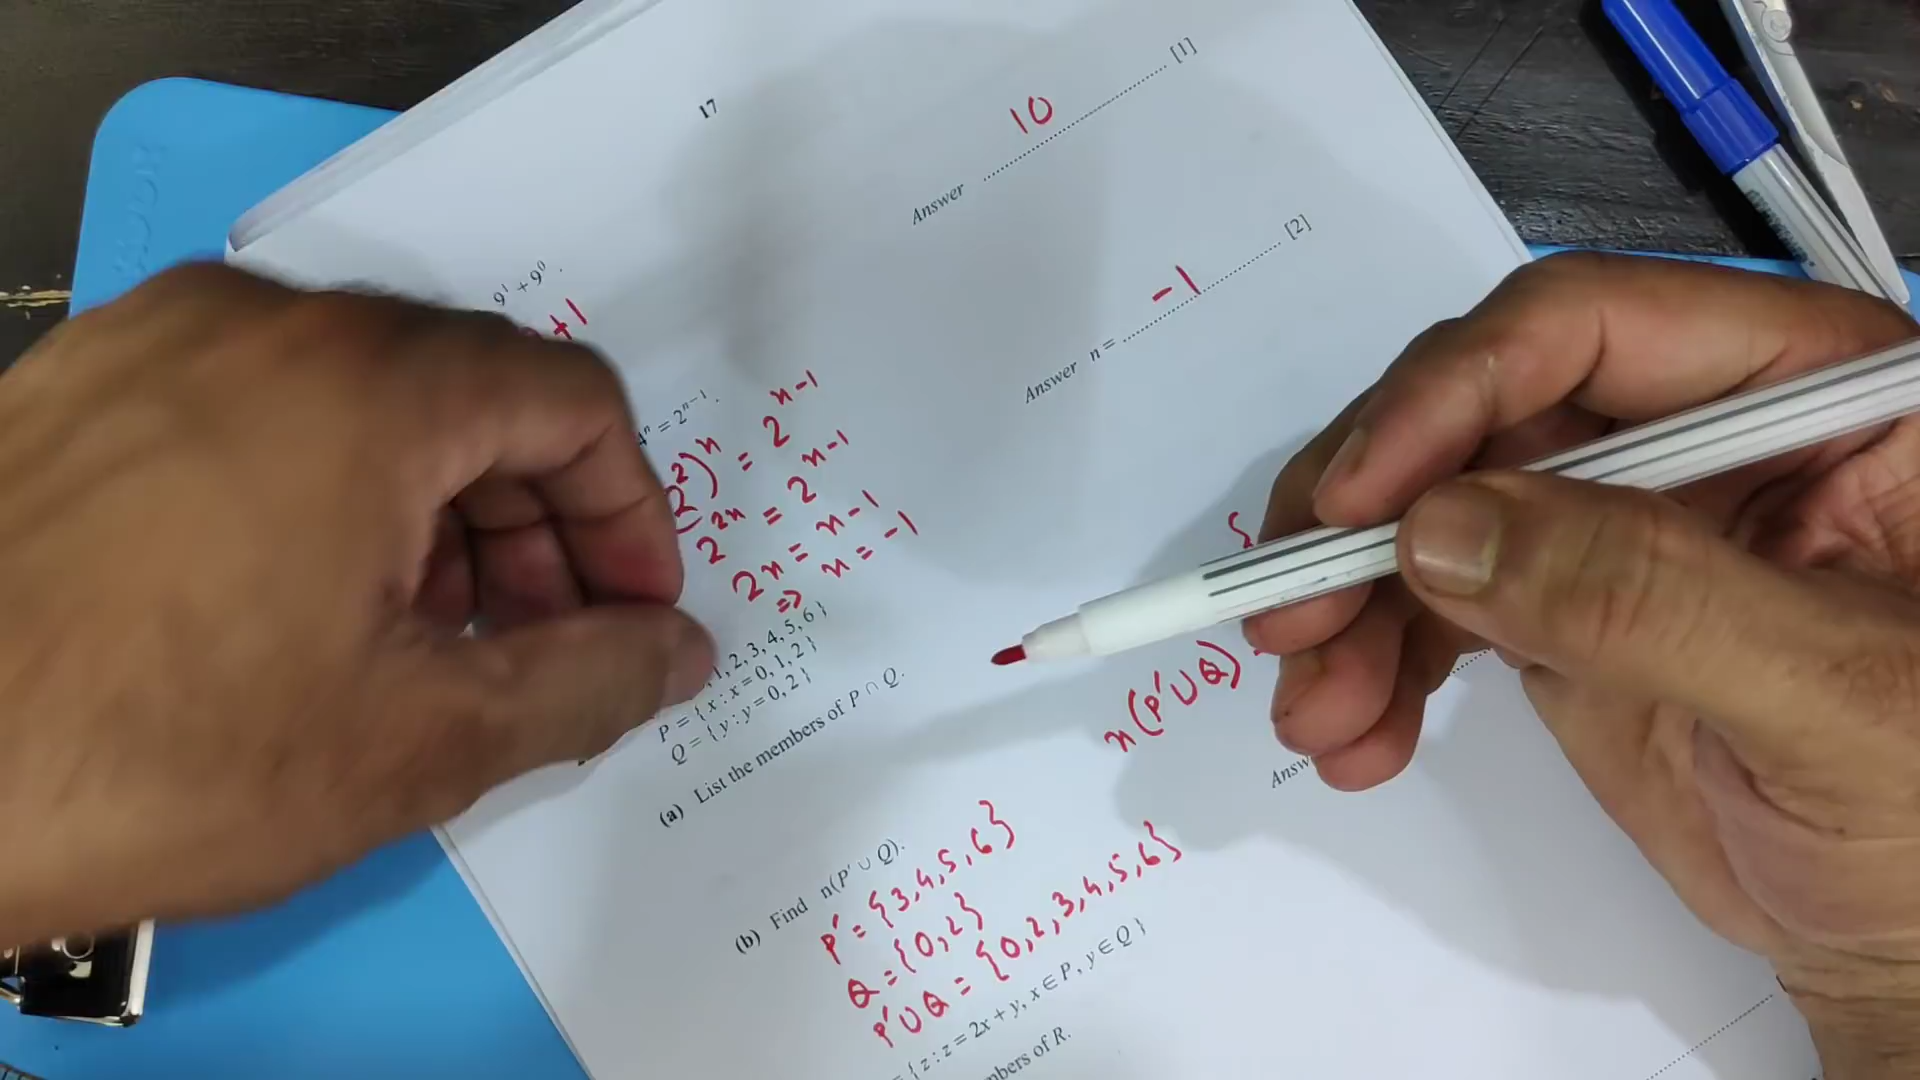 17
9¹ + 9⁰.
+1
10
Answer [1]
4ⁿ = 2ⁿ⁻¹.
(2²)ⁿ = 2ⁿ⁻¹
2²ⁿ = 2ⁿ⁻¹
2n = n-1
⇒ n = -1
-1
Answer n = [2]
1, 2, 3, 4, 5, 6 }
P = { x : x = 0, 1, 2 }
Q = { y : y = 0, 2 }
(a) List the members of P ∩ Q.
{
(b) Find n(P′ ∪ Q).
n(P′∪Q)
P′ = {3,4,5,6}
Q = {0,2}
P′∪Q = {0,2,3,4,5,6}
= { z : z = 2x + y, x ∈ P, y ∈ Q }
of R.